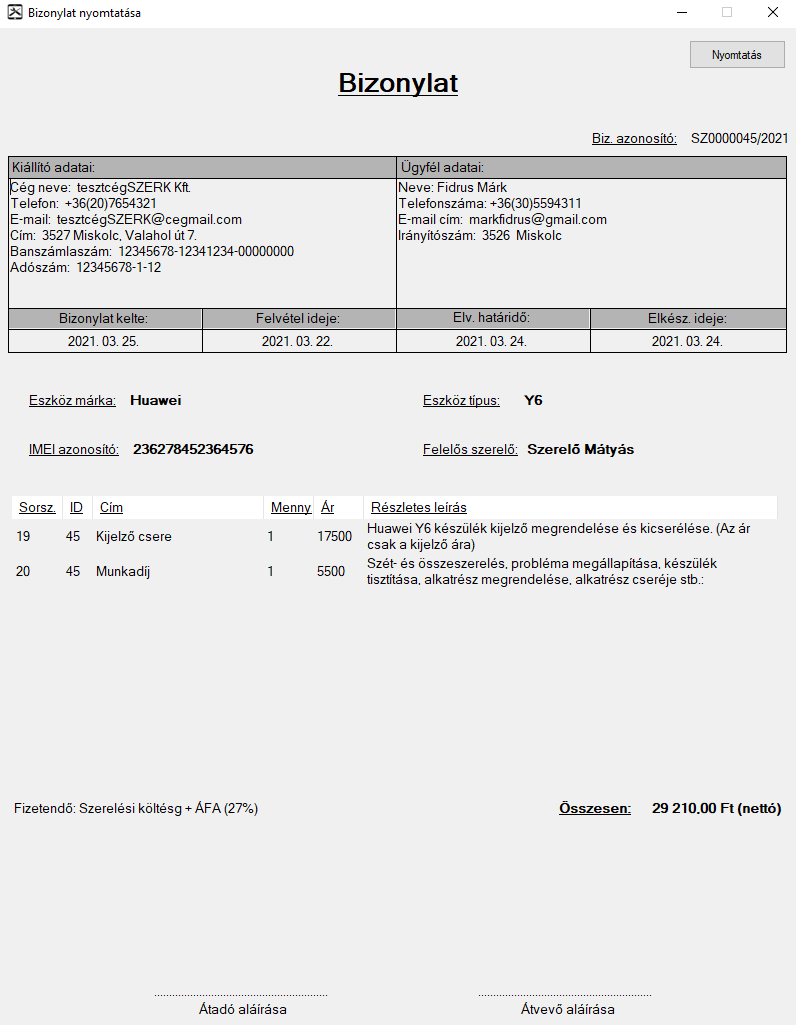 Bizonylat nyomtatása
Nyomtatás
Bizonylat
Biz. azonosító: SZ0000045/2021
Kiállító adatai:
Cég neve: tesztcégSZERK Kft.
Telefon: +36(20)7654321
E-mail: tesztcégSZERK@cegmail.com
Cím: 3527 Miskolc, Valahol út 7.
Banszámlaszám: 12345678-12341234-00000000
Adószám: 12345678-1-12
Ügyfél adatai:
Neve: Fidrus Márk
Telefonszáma: +36(30)5594311
E-mail cím: markfidrus@gmail.com
Irányítószám: 3526 Miskolc
Bizonylat kelte: Felvétel ideje: Elv. határidő: Elkész. ideje:
2021. 03. 25. 2021. 03. 22. 2021. 03. 24. 2021. 03. 24.
Eszköz márka: Huawei Eszköz típus: Y6
IMEI azonosító: 236278452364576 Felelős szerelő: Szerelő Mátyás
Sorsz. ID Cím Menny Ár Részletes leírás
19 45 Kijelző csere 1 17500 Huawei Y6 készülék kijelző megrendelése és kicserélése. (Az ár
csak a kijelző ára)
20 45 Munkadíj 1 5500 Szét- és összeszerelés, probléma megállapítása, készülék
tisztítása, alkatrész megrendelése, alkatrész cseréje stb.:
Fizetendő: Szerelési költésg + ÁFA (27%) Összesen: 29 210,00 Ft (nettó)
Átadó aláírása Átvevő aláírása